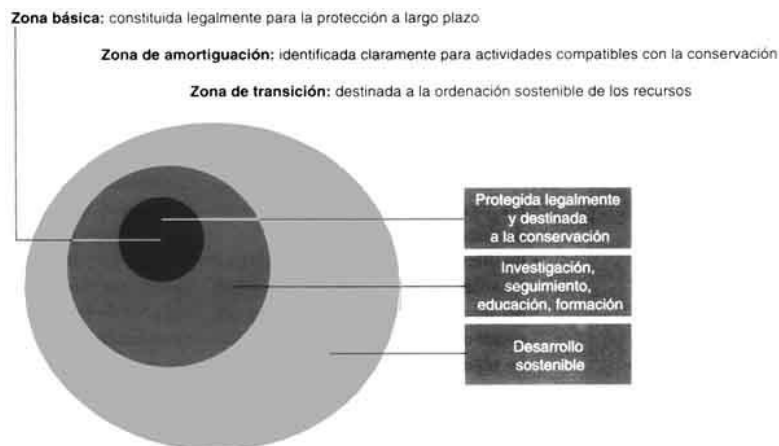 Zona básica: constituida legalmente para la protección a largo plazo
Zona de amortiguación: identificada claramente para actividades compatibles con la conservación
Zona de transición: destinada a la ordenación sostenible de los recursos
Protegida legalmente
y destinada
a la conservación
Investigación,
seguimiento,
educación, formación
Desarrollo
sostenible